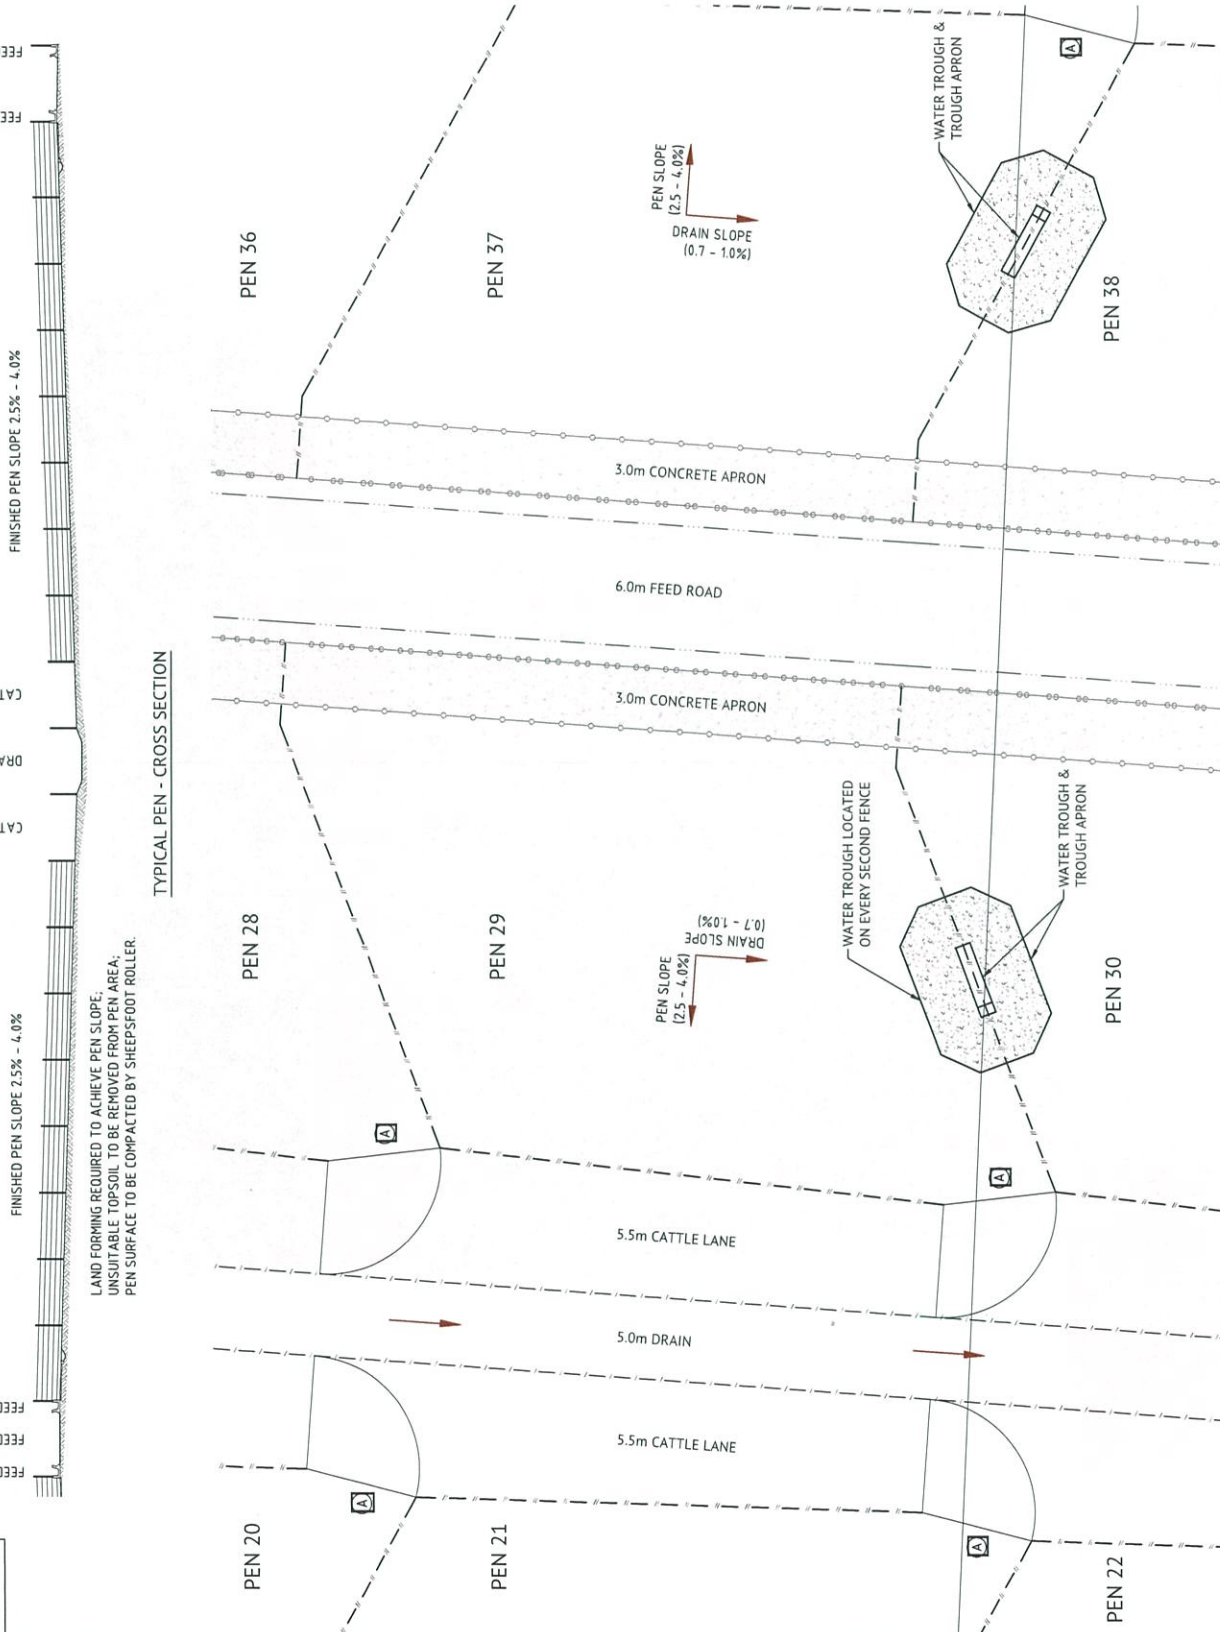 FINISHED PEN SLOPE 2.5% - 4.0%
FINISHED PEN SLOPE 2.5% - 4.0%
LAND FORMING REQUIRED TO ACHIEVE PEN SLOPE;
UNSUITABLE TOPSOIL TO BE REMOVED FROM PEN AREA;
PEN SURFACE TO BE COMPACTED BY SHEEPSFOOT ROLLER.
TYPICAL PEN - CROSS SECTION
PEN 36
PEN 37
PEN SLOPE
(2.5 - 4.0%)
DRAIN SLOPE
(0.7 - 1.0%)
WATER TROUGH &
TROUGH APRON
A
PEN 38
3.0m CONCRETE APRON
6.0m FEED ROAD
3.0m CONCRETE APRON
PEN 28
PEN 29
PEN SLOPE
(2.5 - 4.0%)
DRAIN SLOPE
(0.7 - 1.0%)
WATER TROUGH LOCATED
ON EVERY SECOND FENCE
WATER TROUGH &
TROUGH APRON
PEN 30
A
A
5.5m CATTLE LANE
5.0m DRAIN
5.5m CATTLE LANE
A
A
PEN 20
PEN 21
PEN 22